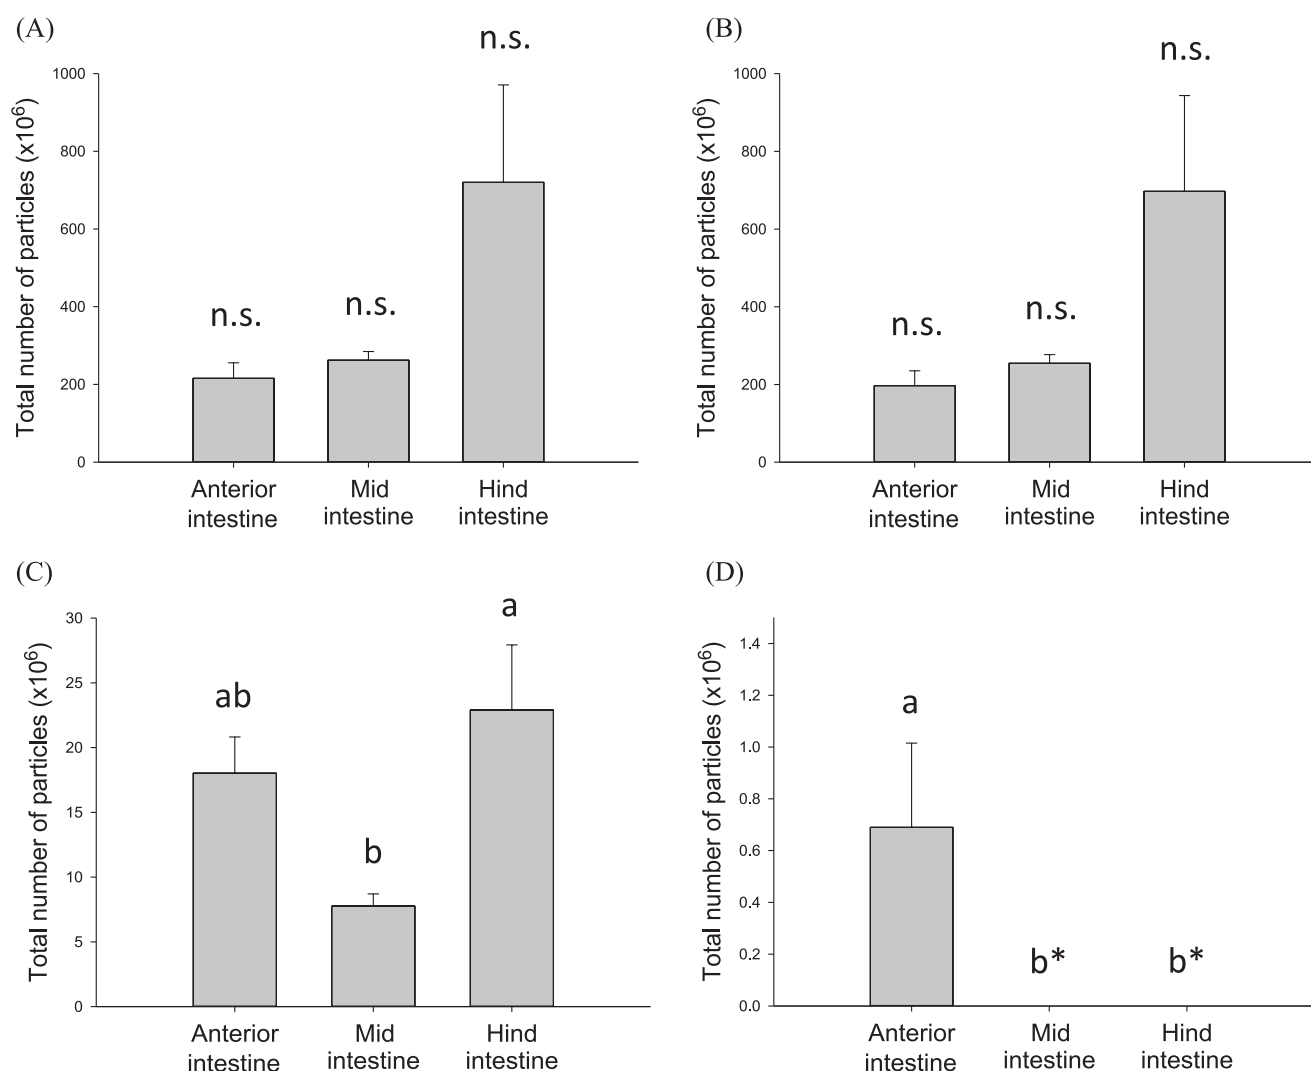 (A)
n.s.
n.s.
n.s.
Total number of particles (x10⁶)
1000
800
600
400
200
0
Anterior
intestine
Mid
intestine
Hind
intestine
(B)
n.s.
n.s.
n.s.
Total number of particles (x10⁶)
1000
800
600
400
200
0
Anterior
intestine
Mid
intestine
Hind
intestine
(C)
ab
b
a
Total number of particles (x10⁶)
30
25
20
15
10
5
0
Anterior
intestine
Mid
intestine
Hind
intestine
(D)
a
b*
b*
Total number of particles (x10⁶)
1.4
1.2
1.0
0.8
0.6
0.4
0.2
0.0
Anterior
intestine
Mid
intestine
Hind
intestine